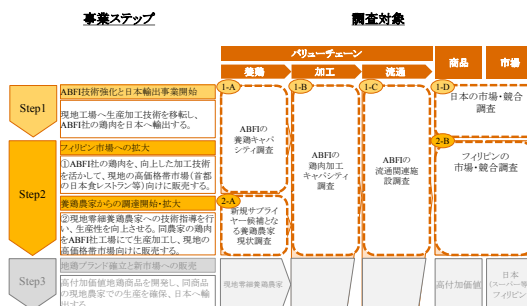 事業ステップ
調査対象
バリューチェーン
商品
市場
養鶏
加工
流通
Step1
ABFI技術強化と日本輸出事業開始
現地工場へ生産加工技術を移転し、
ABFI社の鶏肉を日本へ輸出する。
1-A
1-B
1-C
1-D
ABFIの
養鶏キャパ
シティ調査
ABFIの
鶏肉加工
キャパシティ
調査
ABFIの
流通関連施
設調査
日本の市場・競合
調査
Step2
フィリピン市場への拡大
①ABFI社の鶏肉を、向上した加工技術
を活かして、現地の高価格帯市場(首都
の日本食レストラン等)向けに販売する。
養鶏農家からの調達開始・拡大
②現地零細養鶏農家への技術指導を行
い、生産性を向上させる。同農家の鶏肉
をABFI社工場にて生産加工し、現地の
高価格帯市場向けに販売する。
2-A
新規サプライ
ヤー候補とな
る養鶏農家
現状調査
2-B
フィリピンの
市場・競合調査
Step3
地鶏ブランド確立と新市場への販売
高付加価値地鶏商品を開発し、同商品
の現地農家での生産を確保、日本へ輸
出する。
現地零細養鶏農家
高付加価値
日本
(スーパー等)
フィリピン